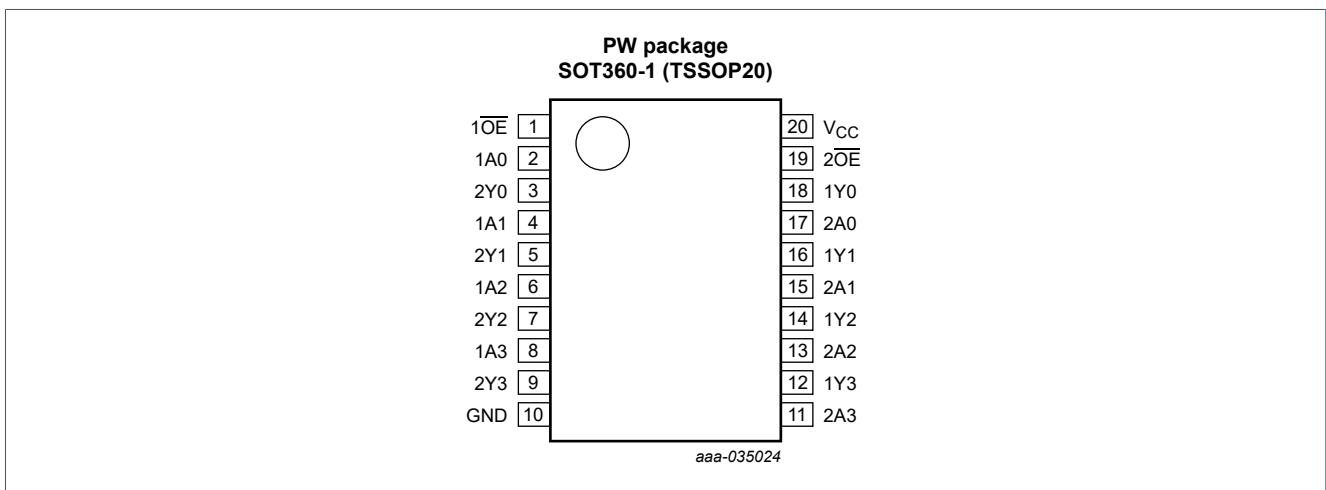 PW package
SOT360-1 (TSSOP20)
1O̅E̅ 1 20 VCC
1A0 2 19 2O̅E̅
2Y0 3 18 1Y0
1A1 4 17 2A0
2Y1 5 16 1Y1
1A2 6 15 2A1
2Y2 7 14 1Y2
1A3 8 13 2A2
2Y3 9 12 1Y3
GND 10 11 2A3
aaa-035024